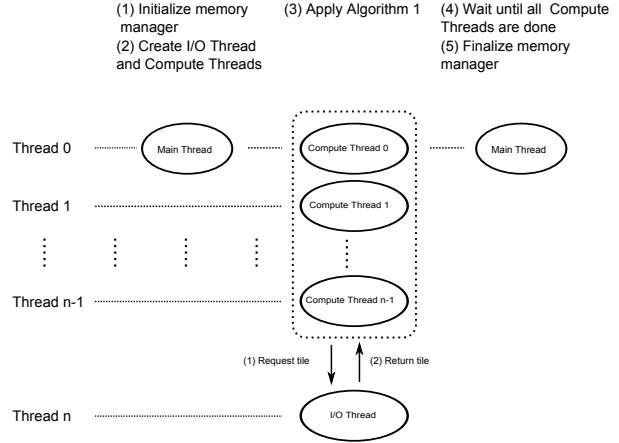 (1) Initialize memory
manager
(2) Create I/O Thread
and Compute Threads
(3) Apply Algorithm 1
(4) Wait until all Compute
Threads are done
(5) Finalize memory
manager
Thread 0
Main Thread
Compute Thread 0
Main Thread
Thread 1
Compute Thread 1
Thread n-1
Compute Thread n-1
(1) Request tile
(2) Return tile
Thread n
I/O Thread